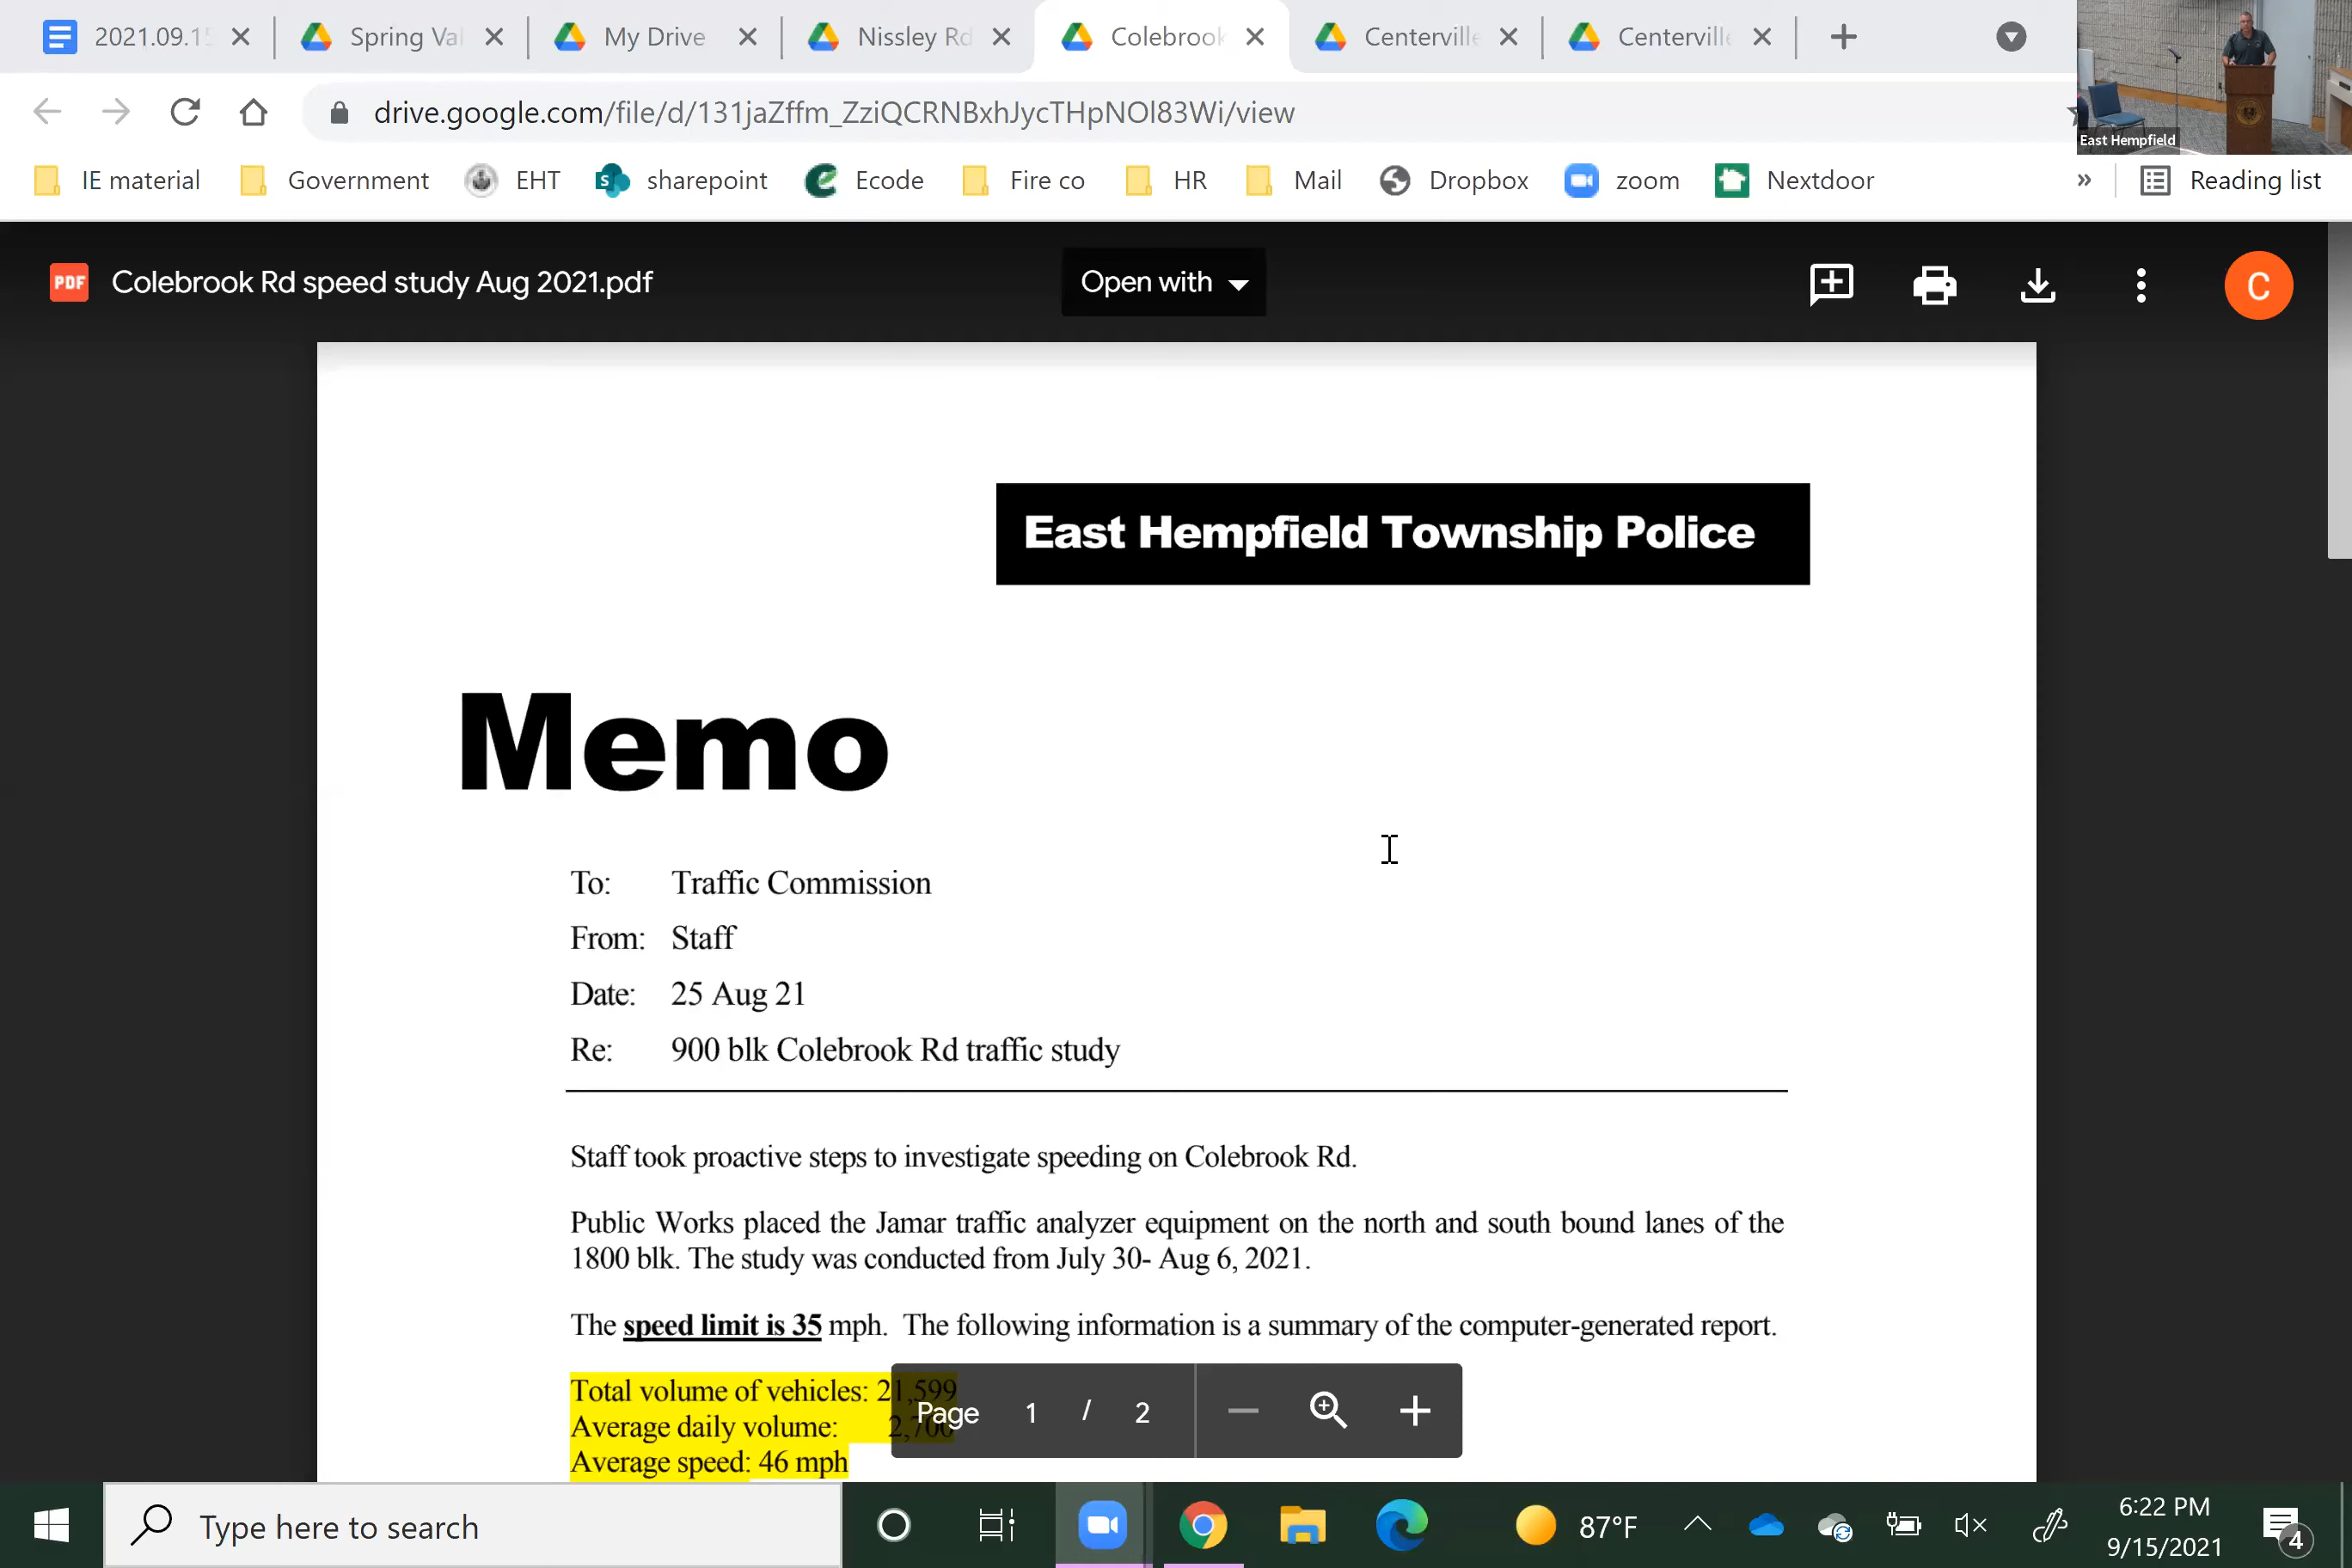 2021.09.15
Spring Val
My Drive
Nissley Rd
Colebrook
Centerville
Centerville
drive.google.com/file/d/131jaZffm_ZziQCRNBxhJycTHpNOl83Wi/view
East Hempfield
IE material
Government
EHT
sharepoint
Ecode
Fire co
HR
Mail
Dropbox
zoom
Nextdoor
»
Reading list
PDF
Colebrook Rd speed study Aug 2021.pdf
Open with
C
East Hempfield Township Police
Memo
To: Traffic Commission
From: Staff
Date: 25 Aug 21
Re: 900 blk Colebrook Rd traffic study
Staff took proactive steps to investigate speeding on Colebrook Rd.
Public Works placed the Jamar traffic analyzer equipment on the north and south bound lanes of the
1800 blk. The study was conducted from July 30- Aug 6, 2021.
The speed limit is 35 mph. The following information is a summary of the computer-generated report.
Total volume of vehicles: 21,599
Average daily volume: 2,700
Average speed: 46 mph
Page 1 / 2
Type here to search
87°F
6:22 PM
9/15/2021
4